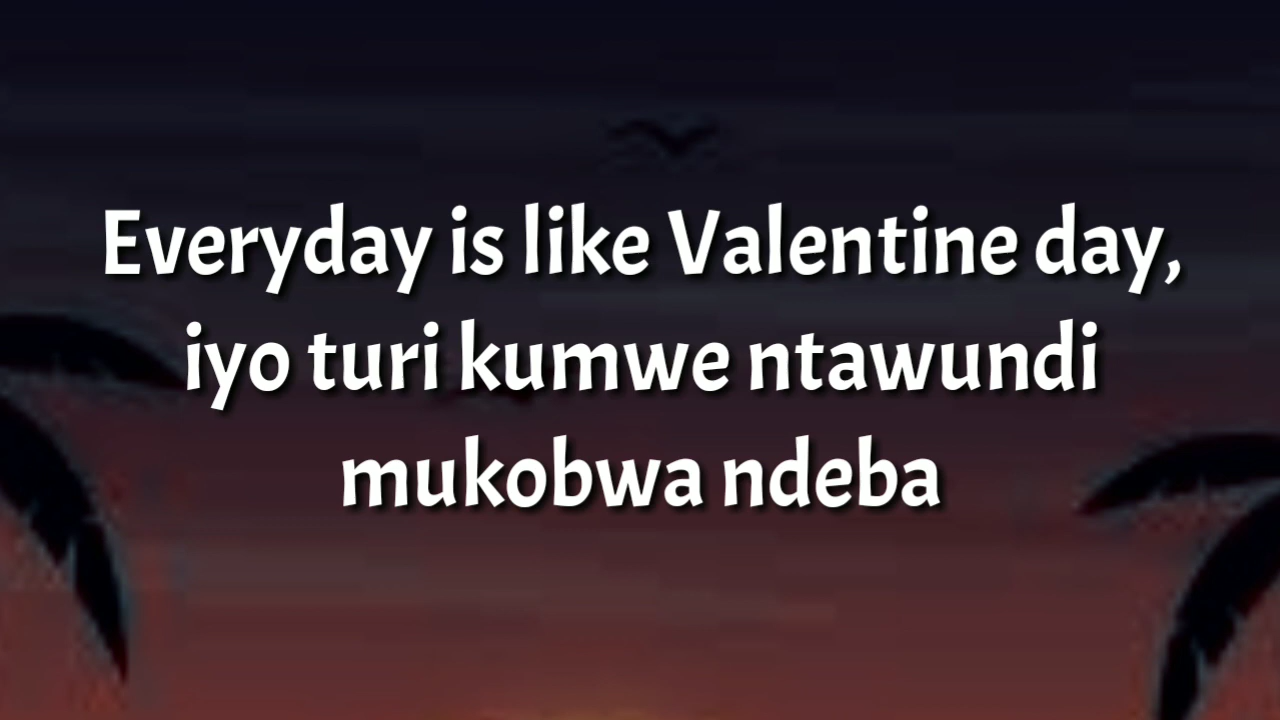 Everyday is like Valentine day,
iyo turi kumwe ntawundi
mukobwa ndeba